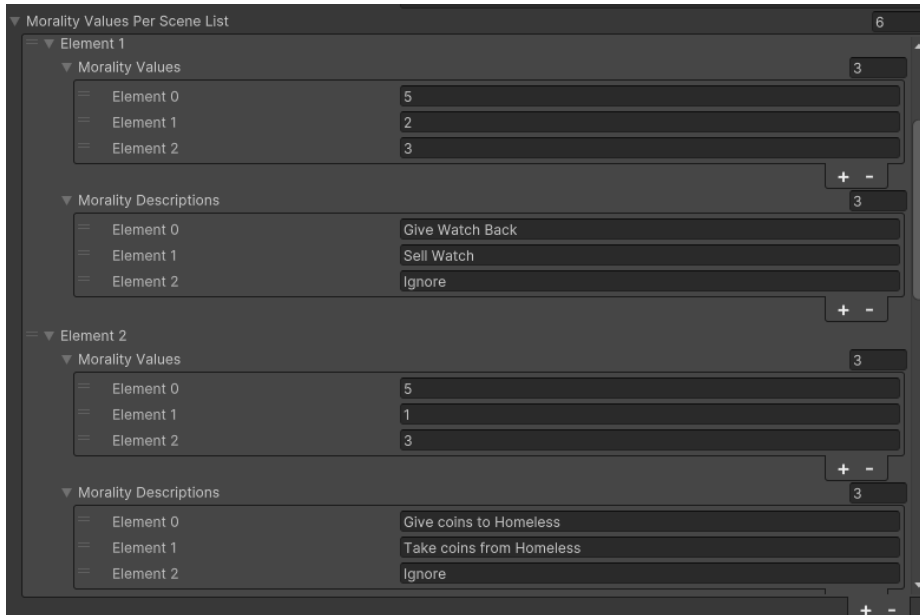 Morality Values Per Scene List 6
Element 1
Morality Values 3
Element 0 5
Element 1 2
Element 2 3
+ -
Morality Descriptions 3
Element 0 Give Watch Back
Element 1 Sell Watch
Element 2 Ignore
+ -
Element 2
Morality Values 3
Element 0 5
Element 1 1
Element 2 3
+ -
Morality Descriptions 3
Element 0 Give coins to Homeless
Element 1 Take coins from Homeless
Element 2 Ignore
+ -